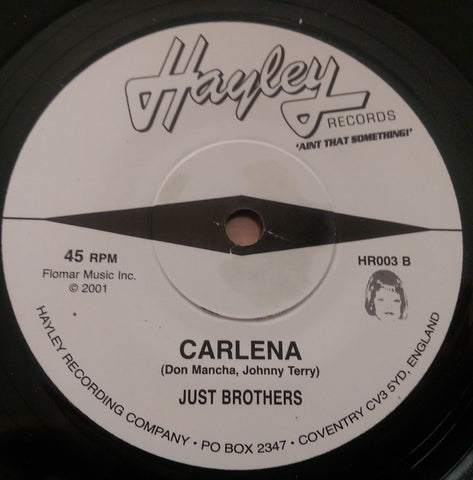 Hayley
RECORDS
'AINT THAT SOMETHING!'
45 RPM
Flomar Music Inc.
© 2001
HR003 B
CARLENA
(Don Mancha, Johnny Terry)
JUST BROTHERS
HAYLEY RECORDING COMPANY • PO BOX 2347 • COVENTRY CV3 5YD, ENGLAND